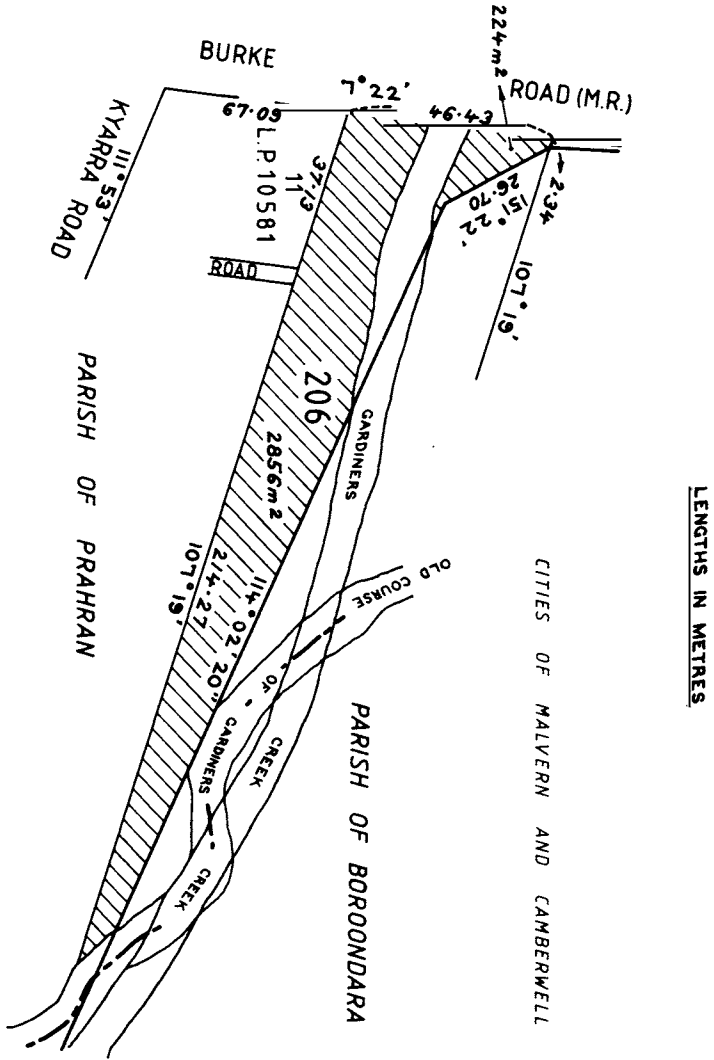 LENGTHS IN METRES
BURKE
ROAD (M.R.)
224m²
7° 22'
67·09
46·43
2·34
26·70
151° 22'
107° 19'
KYARRA ROAD
111° 53'
L.P. 10581
11
37·13
ROAD
206
2856m²
GARDINERS
CREEK
OLD COURSE
OF
GARDINERS
CREEK
114° 02' 20"
214·27
107° 19'
PARISH OF PRAHRAN
PARISH OF BOROONDARA
CITIES OF MALVERN AND CAMBERWELL